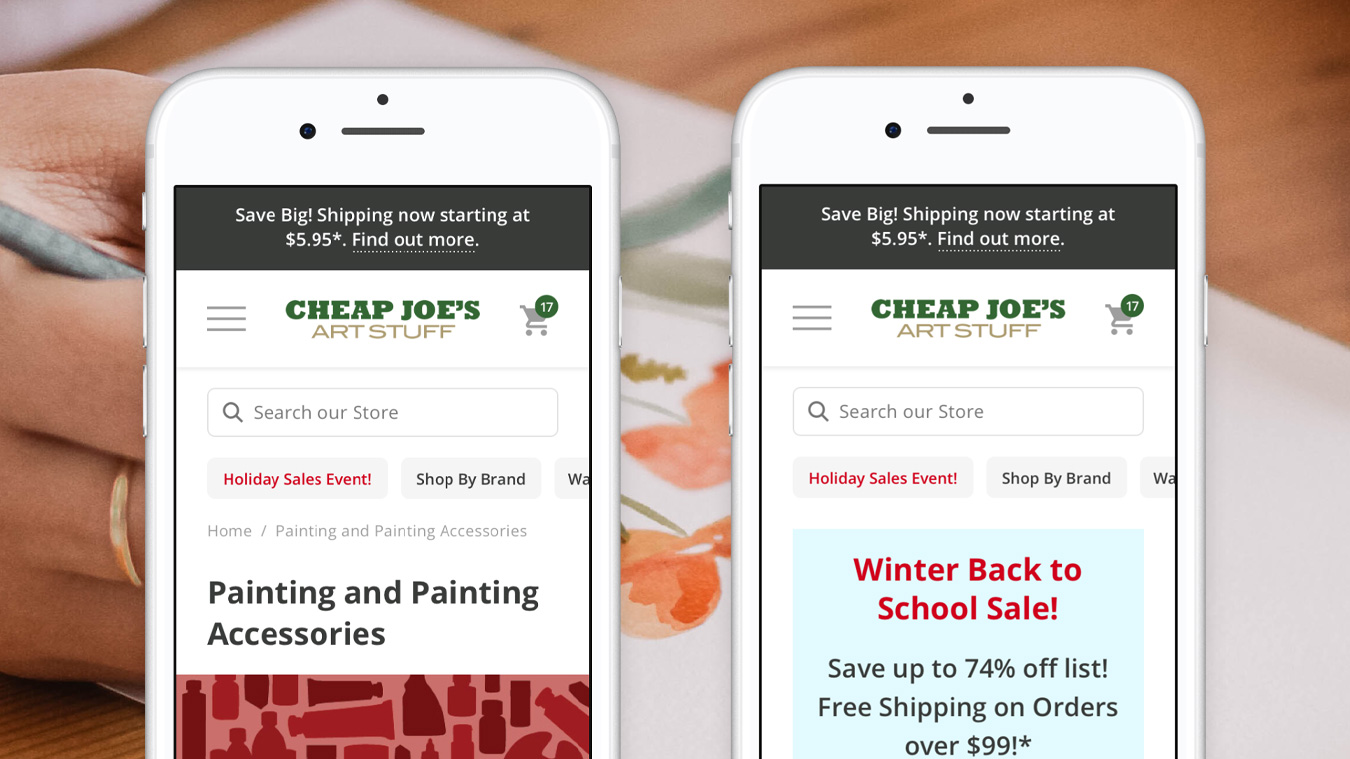 Save Big! Shipping now starting at
$5.95*. Find out more.
CHEAP JOE'S
ART STUFF
17
Search our Store
Holiday Sales Event!
Shop By Brand
Wa
Home / Painting and Painting Accessories
Painting and Painting
Accessories
Save Big! Shipping now starting at
$5.95*. Find out more.
CHEAP JOE'S
ART STUFF
17
Search our Store
Holiday Sales Event!
Shop By Brand
Wa
Winter Back to
School Sale!
Save up to 74% off list!
Free Shipping on Orders
over $99!*